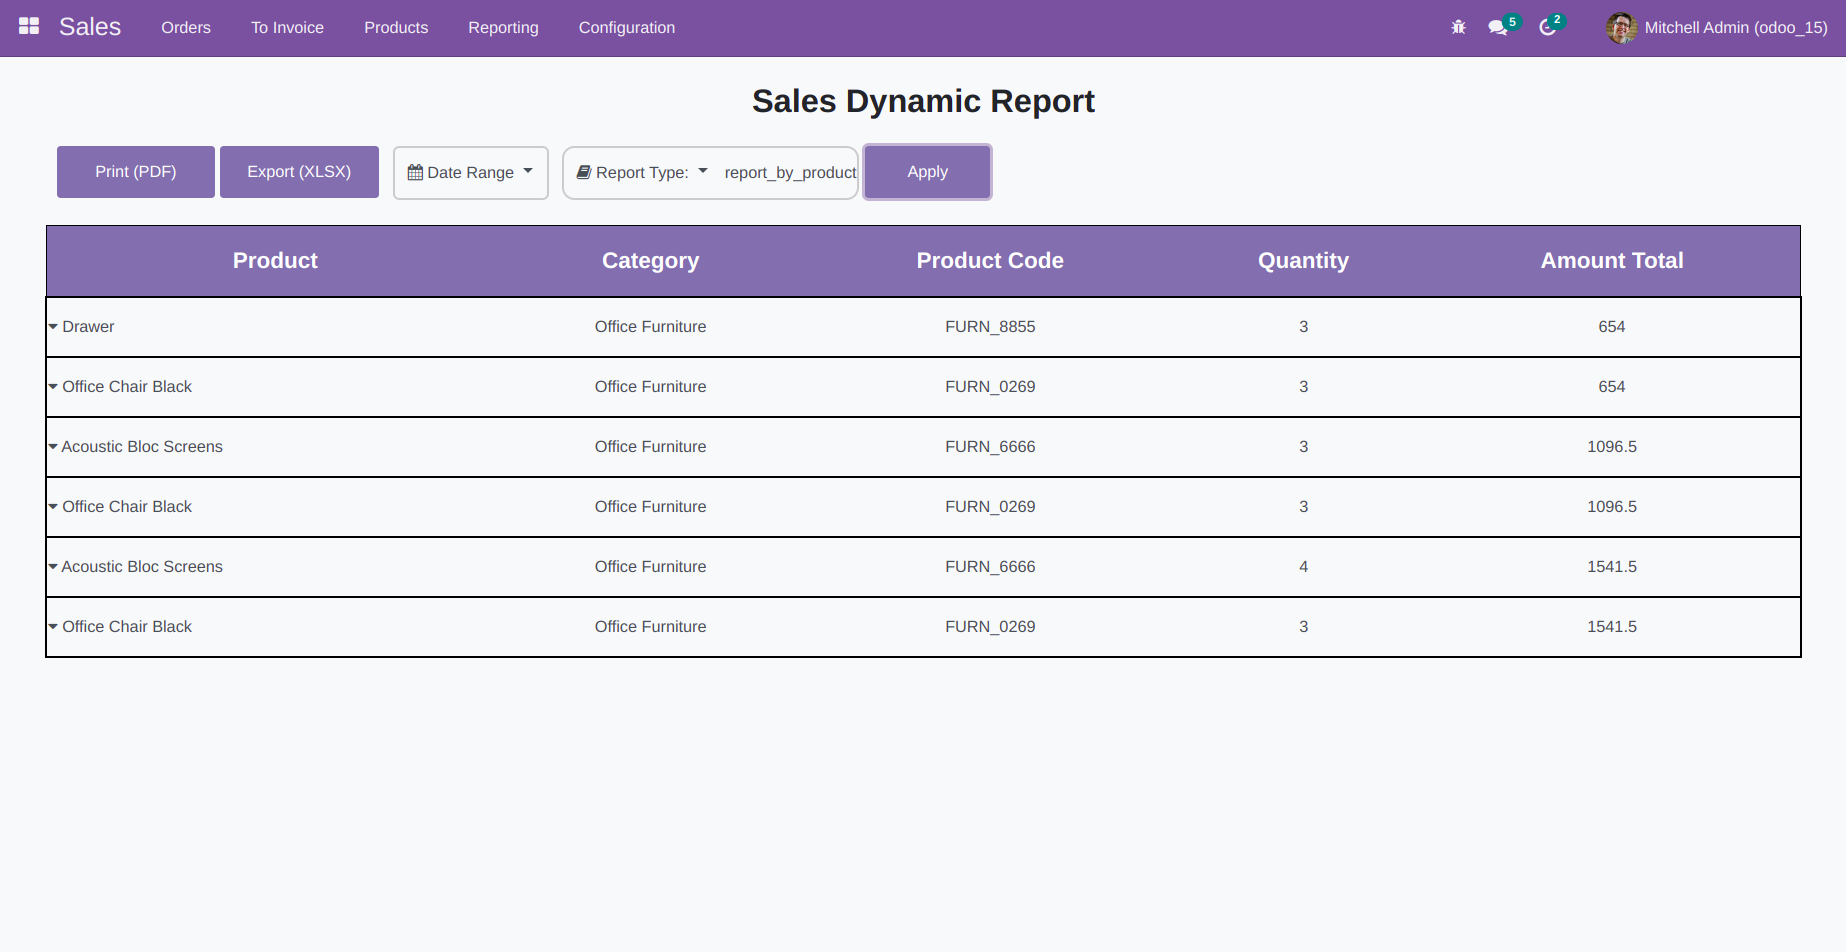 Sales Orders To Invoice Products Reporting Configuration 5 2 Mitchell Admin (odoo_15)
Sales Dynamic Report
Print (PDF) Export (XLSX) Date Range Report Type: report_by_product Apply
Product Category Product Code Quantity Amount Total
Drawer Office Furniture FURN_8855 3 654
Office Chair Black Office Furniture FURN_0269 3 654
Acoustic Bloc Screens Office Furniture FURN_6666 3 1096.5
Office Chair Black Office Furniture FURN_0269 3 1096.5
Acoustic Bloc Screens Office Furniture FURN_6666 4 1541.5
Office Chair Black Office Furniture FURN_0269 3 1541.5